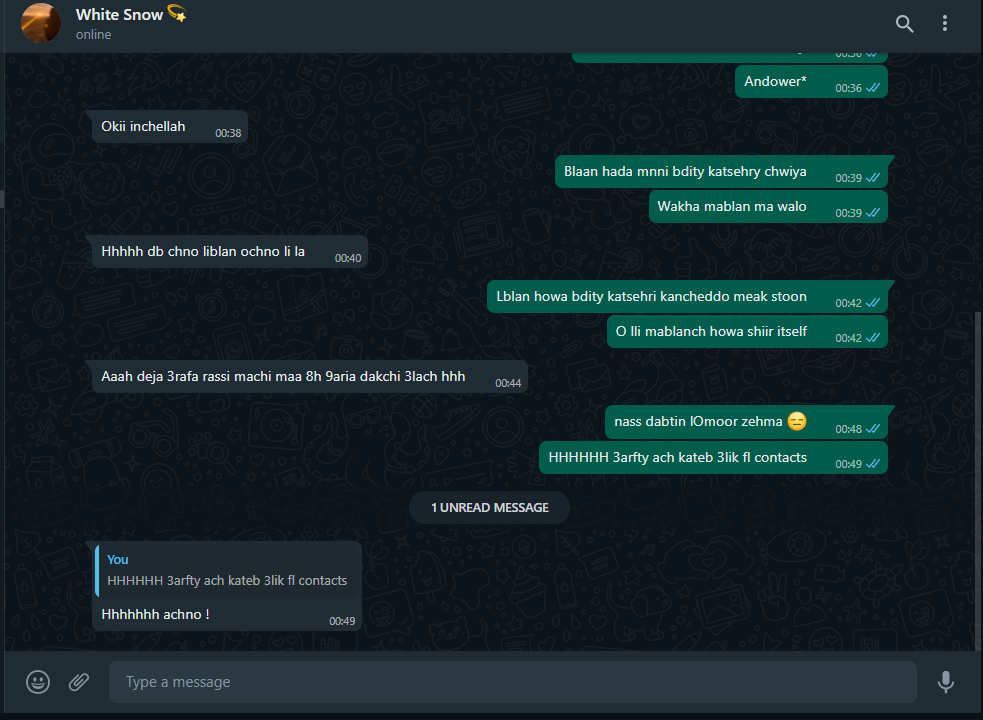 White Snow 💫
online
00:36
Andower*
00:36
Okii inchellah
00:38
Blaan hada mnni bdity katsehry chwiya
00:39
Wakha mablan ma walo
00:39
Hhhhh db chno liblan ochno li la
00:40
Lblan howa bdity katsehri kancheddo meak stoon
00:42
O lli mablanch howa shiir itself
00:42
Aaah deja 3rafa rassi machi maa 8h 9aria dakchi 3lach hhh
00:44
nass dabtin lOmoor zehma 😑
00:48
HHHHHH 3arfty ach kateb 3lik fl contacts
00:49
1 UNREAD MESSAGE
You
HHHHHH 3arfty ach kateb 3lik fl contacts
Hhhhhhh achno !
00:49
Type a message